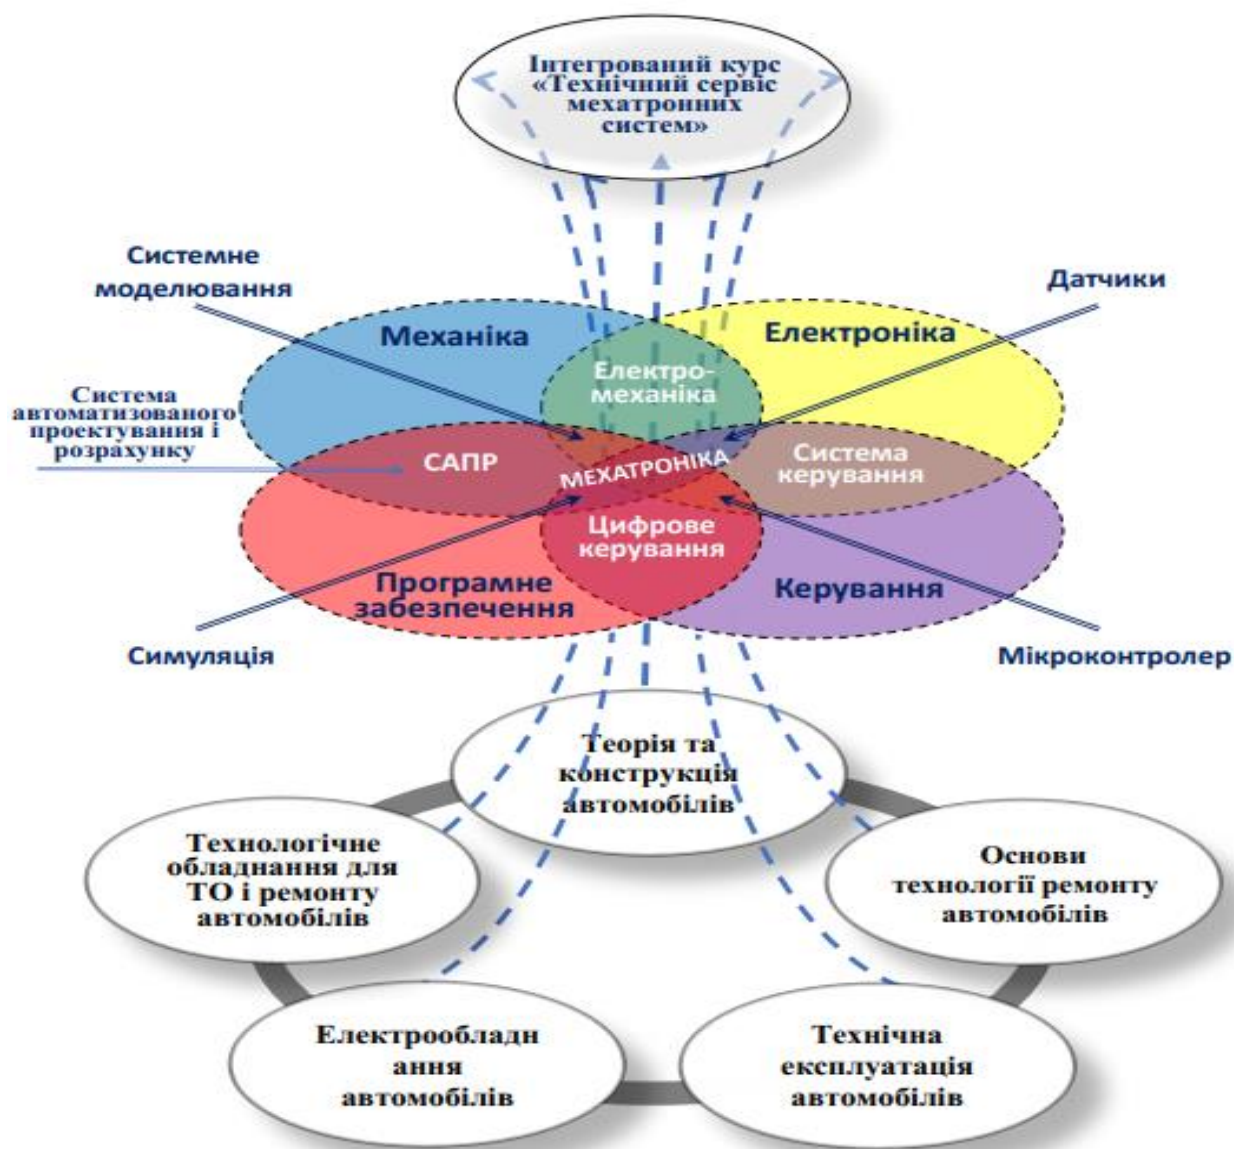 Інтегрований курс
«Технічний сервіс
мехатронних
систем»
Системне
моделювання
Датчики
Механіка
Електроніка
Електро-
механіка
Система
автоматизованого
проектування і
розрахунку
САПР
МЕХАТРОНІКА
Система
керування
Цифрове
керування
Програмне
забезпечення
Керування
Симуляція
Мікроконтролер
Теорія та
конструкція
автомобілів
Технологічне
обладнання для
ТО і ремонту
автомобілів
Основи
технології ремонту
автомобілів
Електрообладн
ання
автомобілів
Технічна
експлуатація
автомобілів